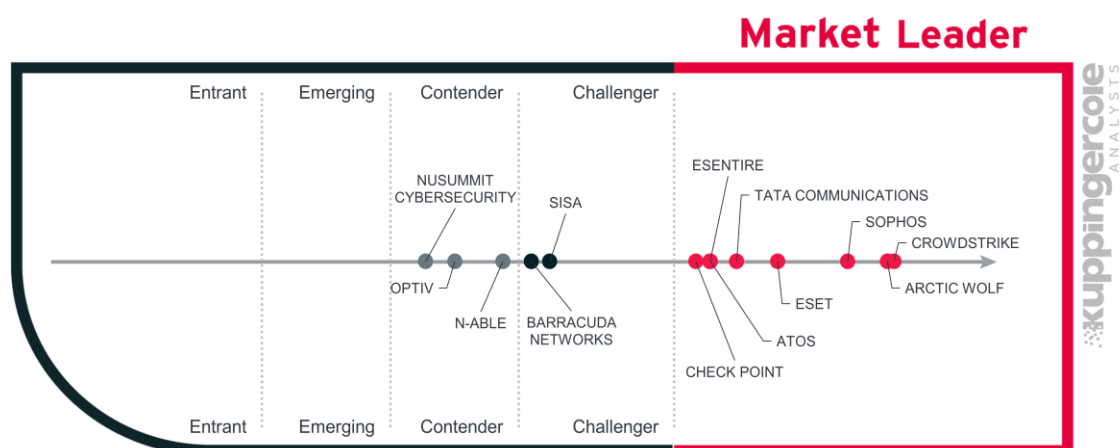 Market Leader
Entrant
Emerging
Contender
Challenger
NUSUMMIT
CYBERSECURITY
SISA
ESENTIRE
TATA COMMUNICATIONS
SOPHOS
CROWDSTRIKE
OPTIV
N-ABLE
BARRACUDA
NETWORKS
CHECK POINT
ATOS
ESET
ARCTIC WOLF
Entrant
Emerging
Contender
Challenger
kuppingercole
ANALYSTS